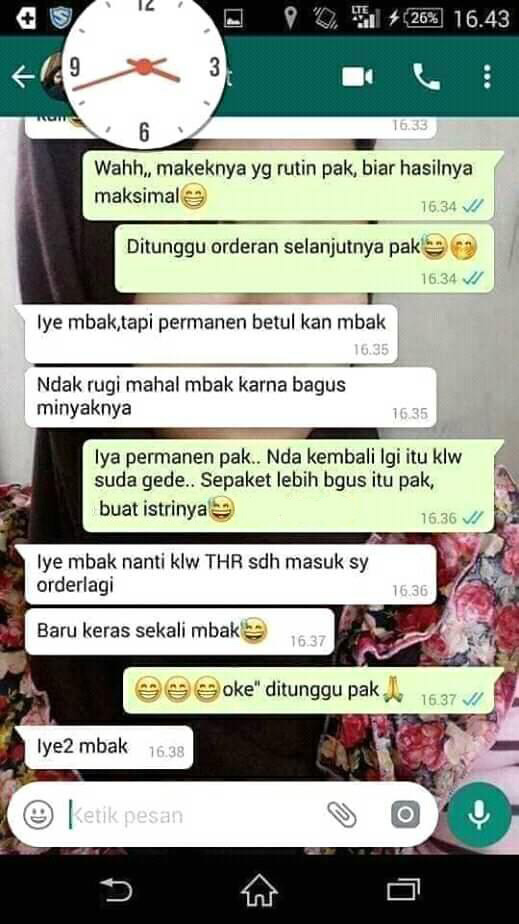 12
9
3
6
LTE
26%
16.43
16.33
Wahh,, makeknya yg rutin pak, biar hasilnya
maksimal😁
16.34
Ditunggu orderan selanjutnya pak😅🤭
16.34
Iye mbak,tapi permanen betul kan mbak
16.35
Ndak rugi mahal mbak karna bagus
minyaknya
16.35
Iya permanen pak.. Nda kembali lgi itu klw
suda gede.. Sepaket lebih bgus itu pak,
buat istrinya😅
16.36
Iye mbak nanti klw THR sdh masuk sy
orderlagi
16.36
Baru keras sekali mbak😅
16.37
😁😁😁oke" ditunggu pak🙏
16.37
Iye2 mbak
16.38
Ketik pesan